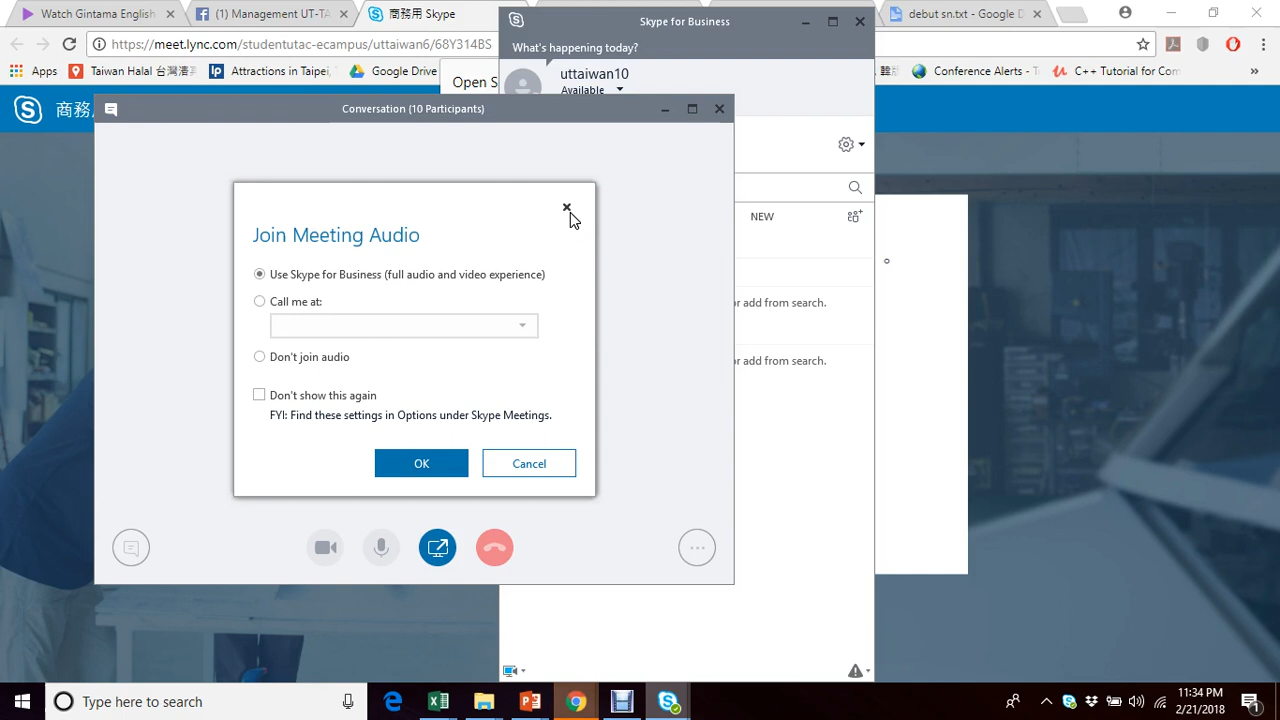 Watch Gintama English
(1) Management UT-TA
商務用 Skype
debut sn.txt - Google D
https://meet.lync.com/studentutac-ecampus/uttaiwan6/68Y314BS
Apps
Taiwan Halal 台灣清
Attractions in Taipei,
Google Drive
Conference Alerts -
C++ Tutorial for Com
»
Skype for Business
What's happening today?
uttaiwan10
Available
Open S
商務
NEW
or add from search.
or add from search.
Conversation (10 Participants)
Join Meeting Audio
Use Skype for Business (full audio and video experience)
Call me at:
Don't join audio
Don't show this again
FYI: Find these settings in Options under Skype Meetings.
OK
Cancel
Type here to search
11:34 PM
2/21/2018